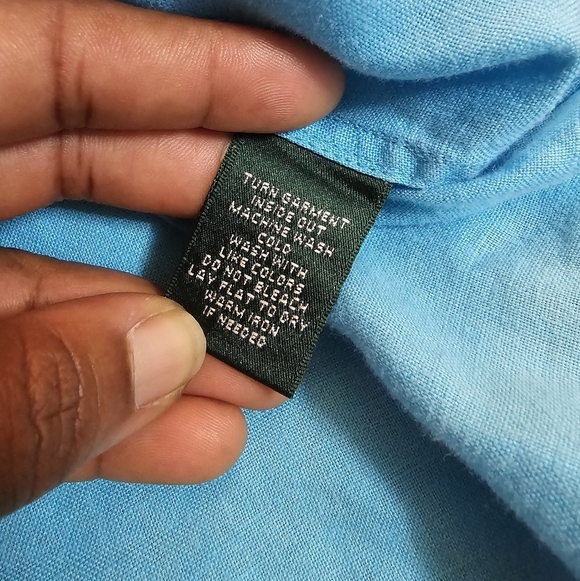 TURN GARMENT
INSIDE OUT
MACHINE WASH
COLD
WASH WITH
LIKE COLORS
DO NOT BLEACH
LAY FLAT TO DRY
WARM IRON
IF NEEDED